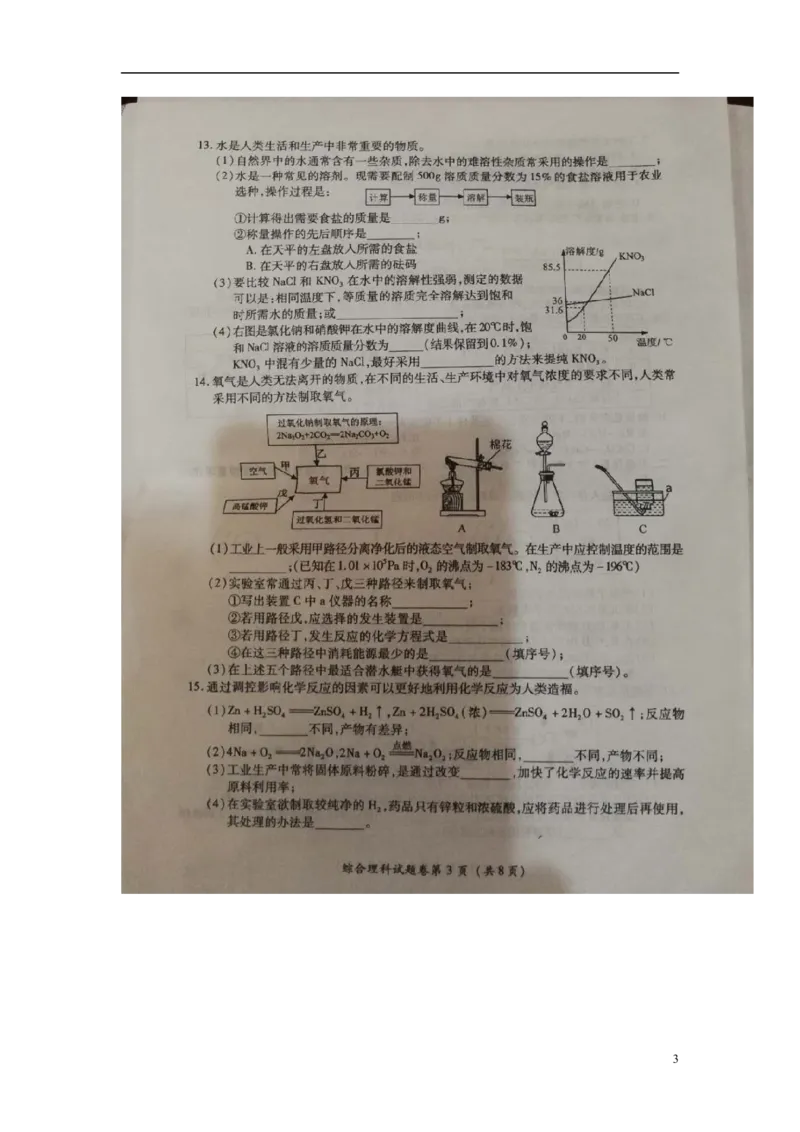 13.水是人类生活和生产中非常重要的物质。
(1)自然界中的水通常含有一些杂质,除去水中的难溶性杂质常采用的操作是______;
(2)水是一种常见的溶剂。现需要配制500g溶质质量分数为15%的食盐溶液用于农业
选种,操作过程是:
计算 称量 溶解 装瓶
①计算得出需要食盐的质量是______g;
②称量操作的先后顺序是______;
A.在天平的左盘放入所需的食盐
B.在天平的右盘放入所需的砝码
(3)要比较NaCl和KNO₃在水中的溶解性强弱,测定的数据
可以是:相同温度下,等质量的溶质完全溶解达到饱和
时所需水的质量;或______;
(4)右图是氯化钠和硝酸钾在水中的溶解度曲线,在20℃时,饱
和NaCl溶液的溶质质量分数为______(结果保留到0.1%);
KNO₃中混有少量的NaCl,最好采用______的方法来提纯KNO₃。
溶解度/g
KNO₃
85.5
NaCl
36
31.6
0 20 50
温度/℃
14.氧气是人类无法离开的物质,在不同的生活、生产环境中对氧气浓度的要求不同,人类常
采用不同的方法制取氧气。
过氧化钠制取氧气的原理:
2Na₂O₂+2CO₂══2Na₂CO₃+O₂
乙
空气 甲 氧气 丙 氯酸钾和
二氧化锰
戊
高锰酸钾
丁
过氧化氢和二氧化锰
棉花
a
A B C
(1)工业上一般采用甲路径分离净化后的液态空气制取氧气。在生产中应控制温度的范围是
______;(已知在1.01×10⁵Pa时,O₂的沸点为-183℃,N₂的沸点为-196℃)
(2)实验室常通过丙、丁、戊三种路径来制取氧气;
①写出装置C中a仪器的名称______;
②若用路径戊,应选择的发生装置是______;
③若用路径丁,发生反应的化学方程式是______;
④在这三种路径中消耗能源最少的是______(填序号);
(3)在上述五个路径中最适合潜水艇中获得氧气的是______(填序号)。
15.通过调控影响化学反应的因素可以更好地利用化学反应为人类造福。
(1)Zn+H₂SO₄══ZnSO₄+H₂↑,Zn+2H₂SO₄(浓)══ZnSO₄+2H₂O+SO₂↑;反应物
相同,______不同,产物有差异;
(2)4Na+O₂══2Na₂O,2Na+O₂点燃══Na₂O₂;反应物相同,______不同,产物不同;
(3)工业生产中常将固体原料粉碎,是通过改变______,加快了化学反应的速率并提高
原料利用率;
(4)在实验室欲制取较纯净的H₂,药品只有锌粒和浓硫酸,应将药品进行处理后再使用,
其处理的办法是______。
综合理科试题卷第3页(共8页)
3